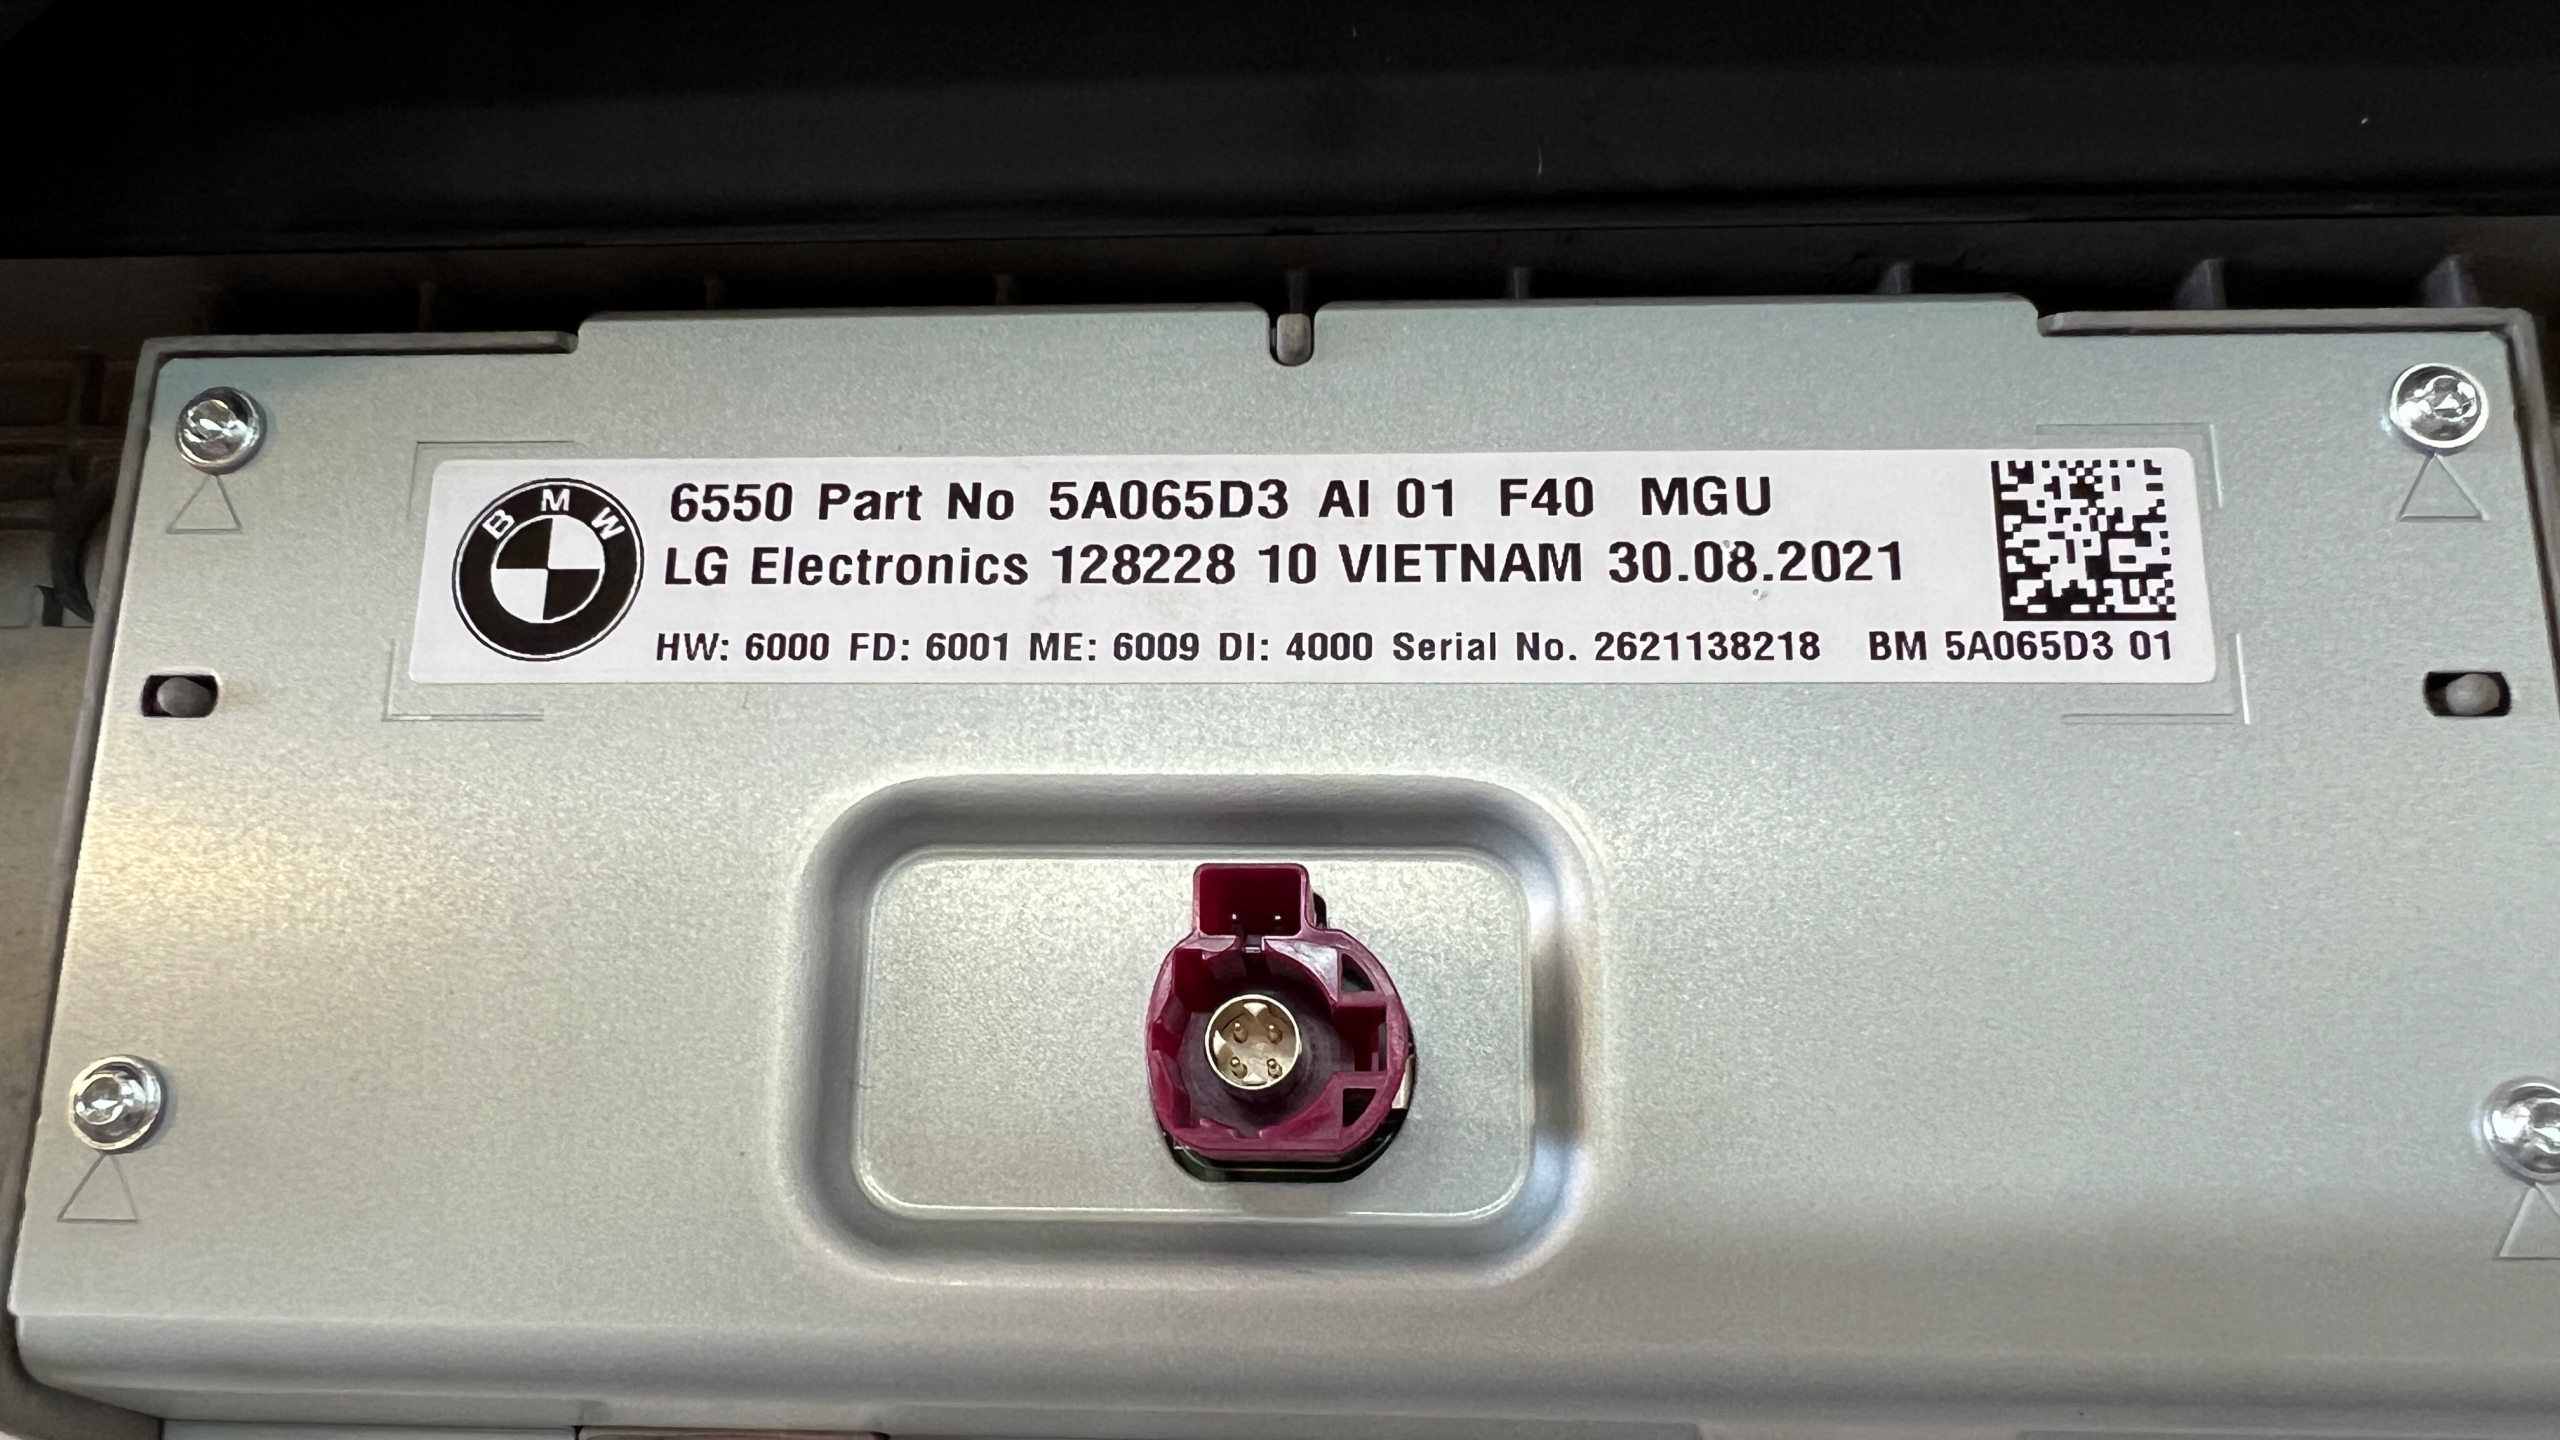 BMW
6550 Part No 5A065D3 AI 01 F40 MGU
LG Electronics 128228 10 VIETNAM 30.08.2021
HW: 6000 FD: 6001 ME: 6009 DI: 4000 Serial No. 2621138218 BM 5A065D3 01